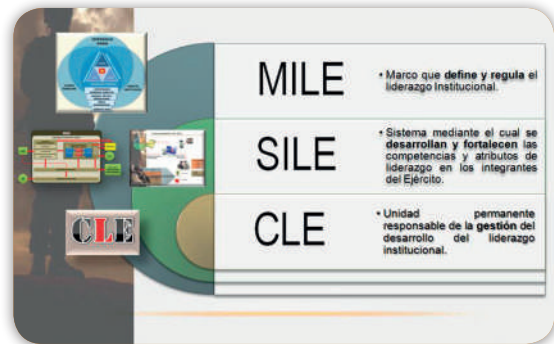 MILE
• Marco que define y regula el
liderazgo Institucional.
SILE
• Sistema mediante el cual se
desarrollan y fortalecen las
competencias y atributos de
liderazgo en los integrantes
del Ejército.
CLE
CLE
• Unidad permanente
responsable de la gestión del
desarrollo del liderazgo
institucional.